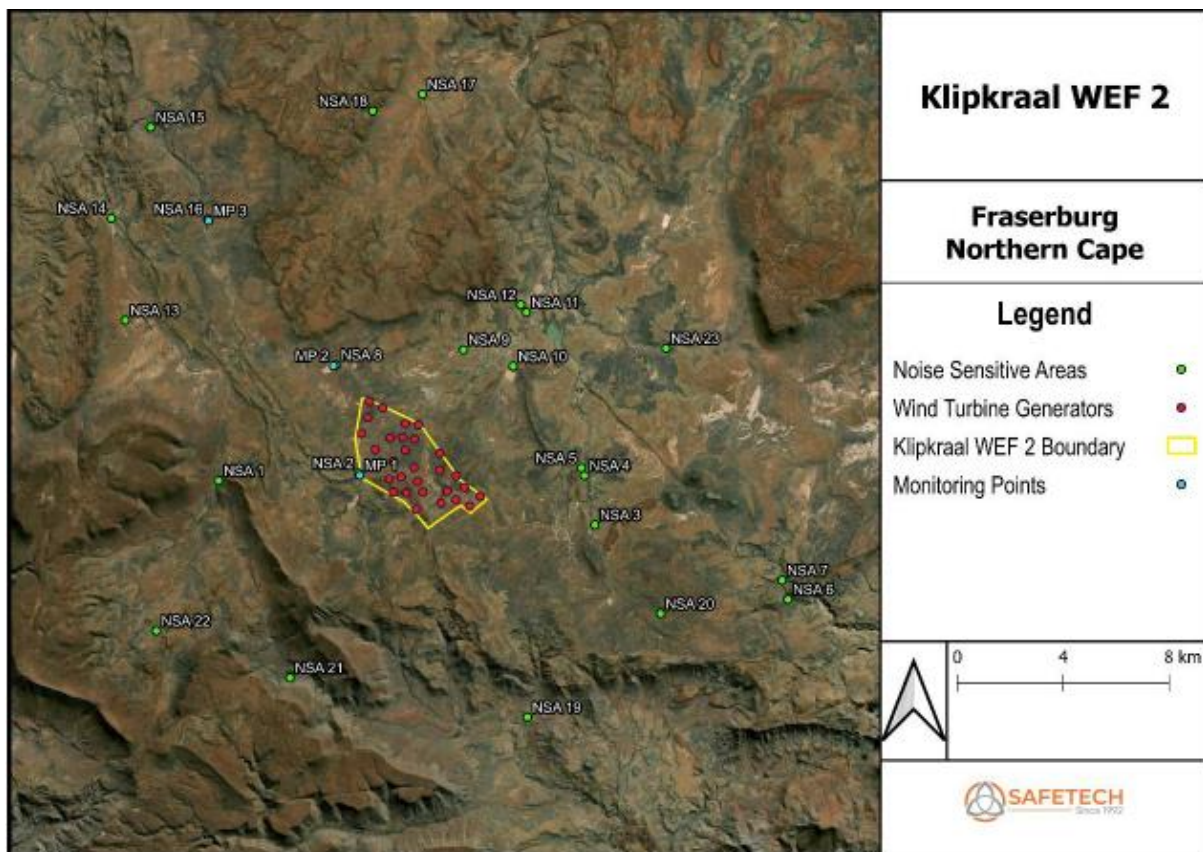 NSA 17
NSA 18
NSA 15
NSA 14
NSA 16 MP 3
NSA 13
NSA 12 NSA 11
NSA 9
NSA 23
MP 2 NSA 8
NSA 10
NSA 5 NSA 4
NSA 2 MP 1
NSA 1
NSA 3
NSA 7
NSA 6
NSA 20
NSA 22
NSA 21
NSA 19
Klipkraal WEF 2
Fraserburg
Northern Cape
Legend
Noise Sensitive Areas
Wind Turbine Generators
Klipkraal WEF 2 Boundary
Monitoring Points
0 4 8 km
SAFETECH
Since 1992